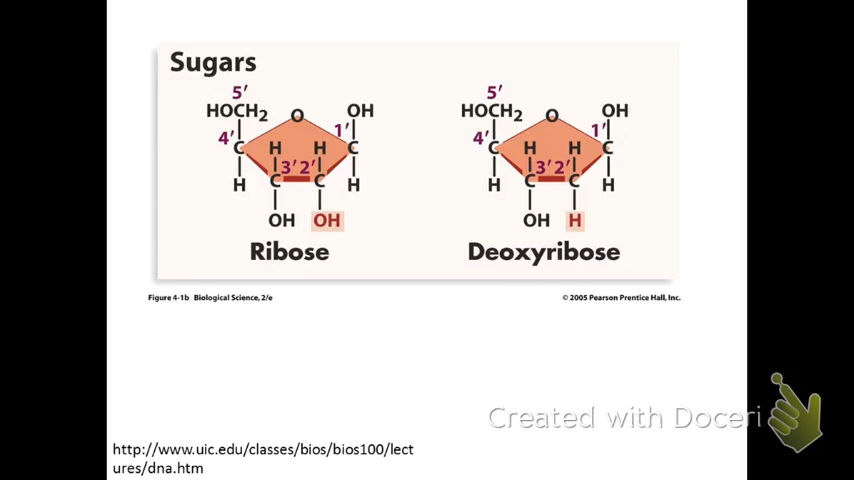 Sugars
5′
HOCH2 O OH
4′ 1′
C H H C
3′ 2′
H C C H
OH OH
Ribose
5′
HOCH2 O OH
4′ 1′
C H H C
3′ 2′
H C C H
OH H
Deoxyribose
Figure 4-1b Biological Science, 2/e
© 2005 Pearson Prentice Hall, Inc.
Created with Doceri
http://www.uic.edu/classes/bios/bios100/lect
ures/dna.htm